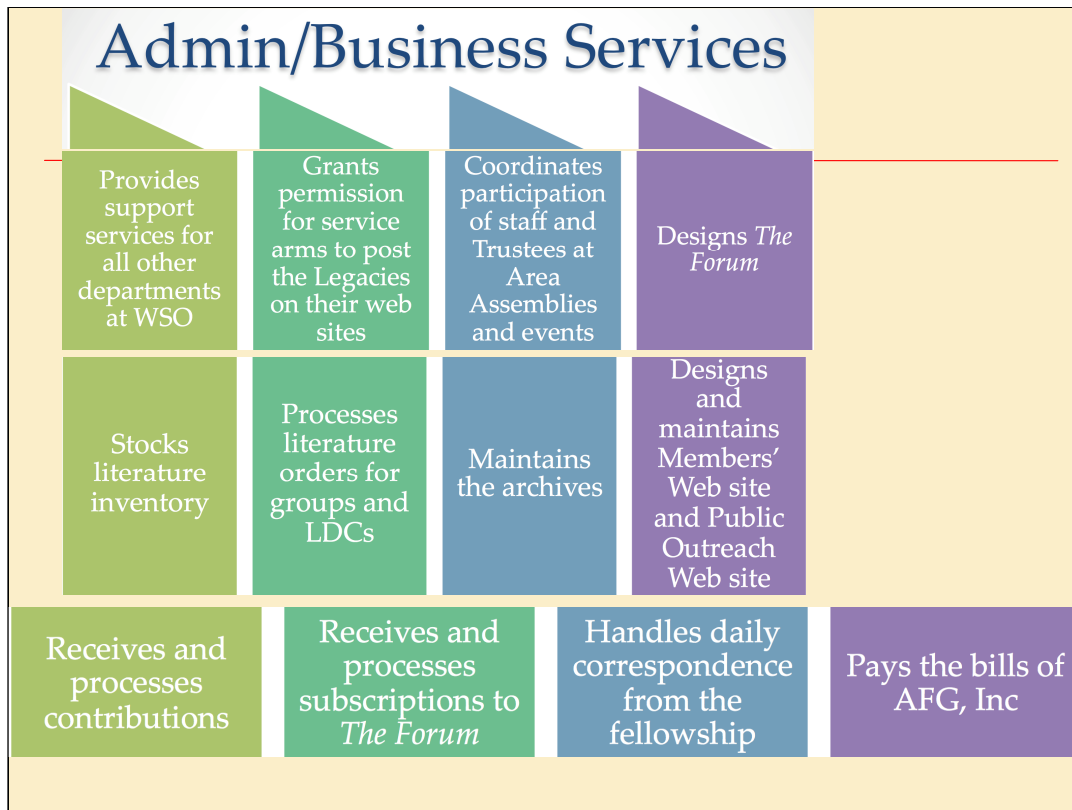 Admin/Business Services
Provides
support
services for
all other
departments
at WSO
Grants
permission
for service
arms to post
the Legacies
on their web
sites
Coordinates
participation
of staff and
Trustees at
Area
Assemblies
and events
Designs The
Forum
Stocks
literature
inventory
Processes
literature
orders for
groups and
LDCs
Maintains
the archives
Designs
and
maintains
Members’
Web site
and Public
Outreach
Web site
Receives and
processes
contributions
Receives and
processes
subscriptions to
The Forum
Handles daily
correspondence
from the
fellowship
Pays the bills of
AFG, Inc